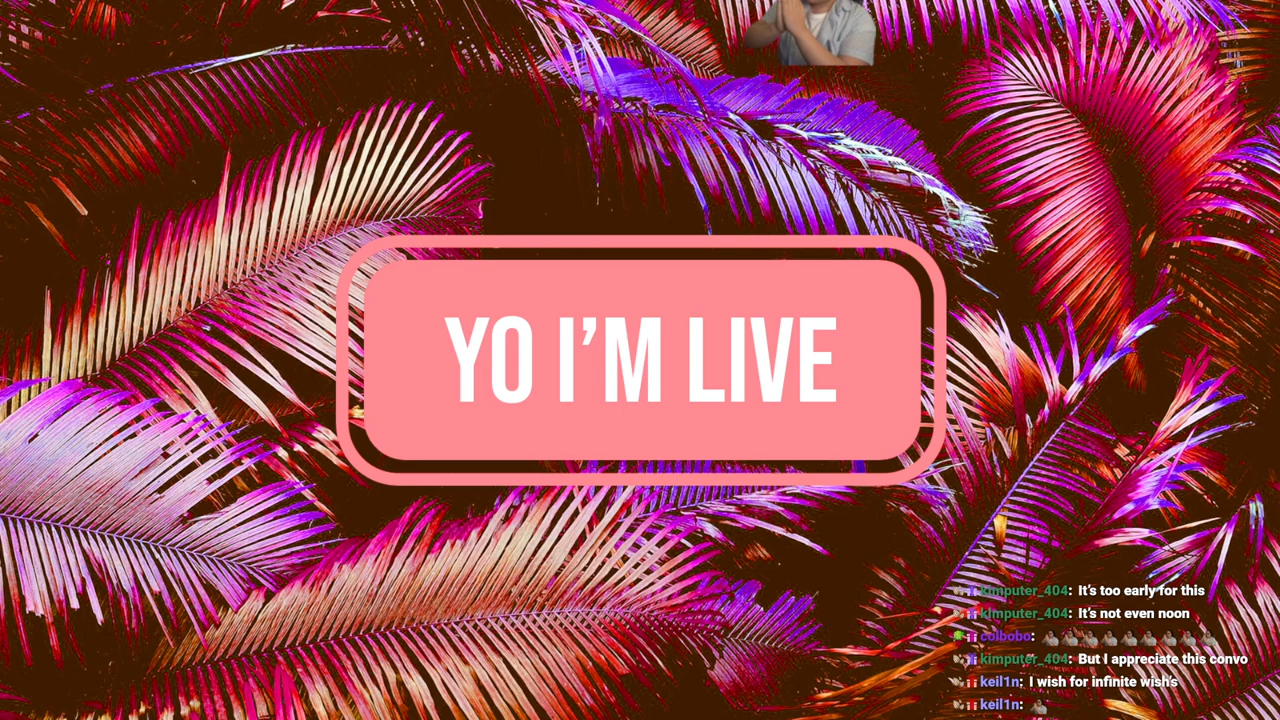 YO I’M LIVE
kimputer_404: It’s too early for this
kimputer_404: It’s not even noon
colbobo:
kimputer_404: But I appreciate this convo
keil1n: I wish for infinite wish’s
keil1n: